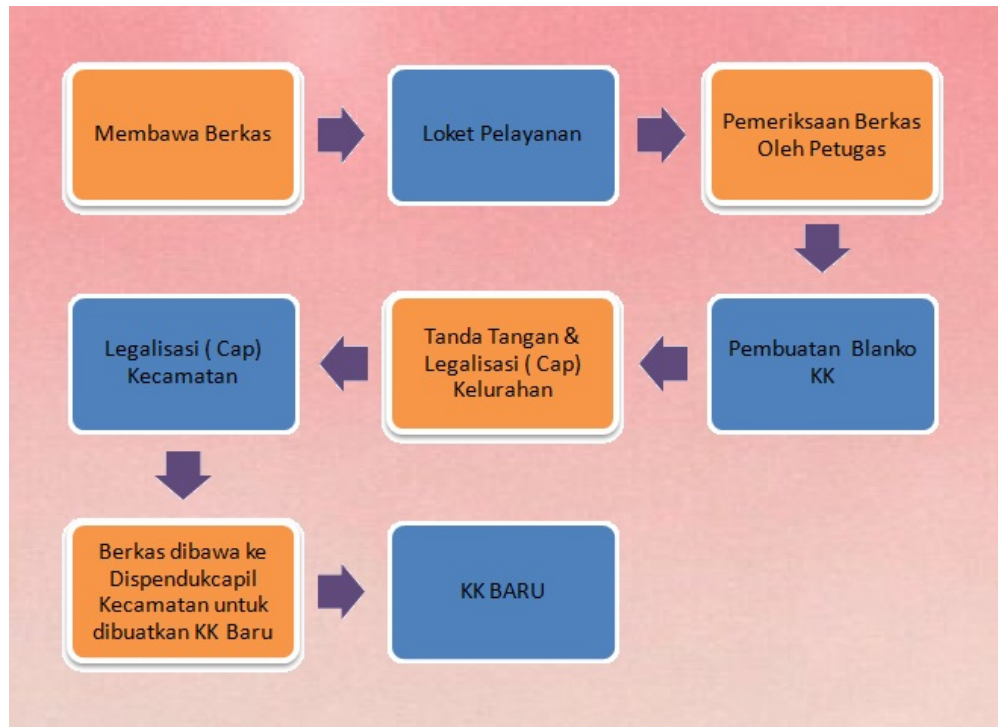 Membawa Berkas
Loket Pelayanan
Pemeriksaan Berkas
Oleh Petugas
Pembuatan Blanko
KK
Tanda Tangan &
Legalisasi ( Cap)
Kelurahan
Legalisasi ( Cap)
Kecamatan
Berkas dibawa ke
Dispendukcapil
Kecamatan untuk
dibuatkan KK Baru
KK BARU